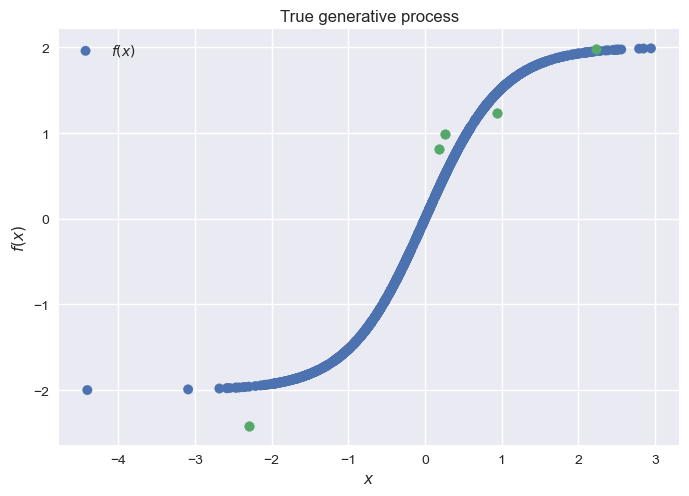 True generative process
f(x)
2
1
0
−1
−2
f(x)
−4 −3 −2 −1 0 1 2 3
x